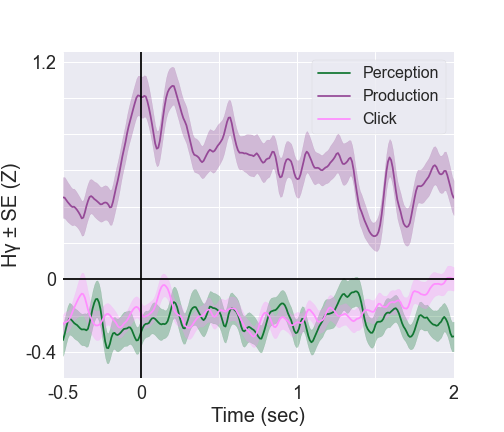 1.2
Perception
Production
Click
Hγ ± SE (Z)
0
-0.4
-0.5 0 1 2
Time (sec)